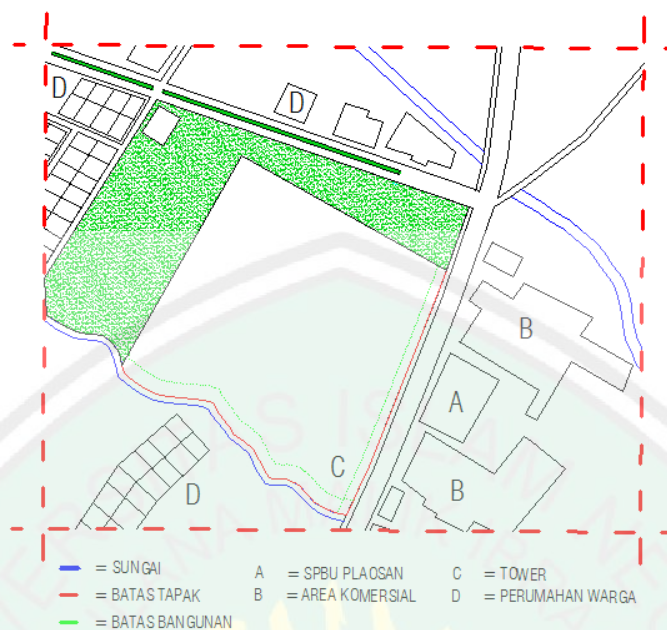 D
D
B
A
C
D
B
= SUNGAI A = SPBU PLAOSAN C = TOWER
= BATAS TAPAK B = AREA KOMERSIAL D = PERUMAHAN WARGA
= BATAS BANGUNAN